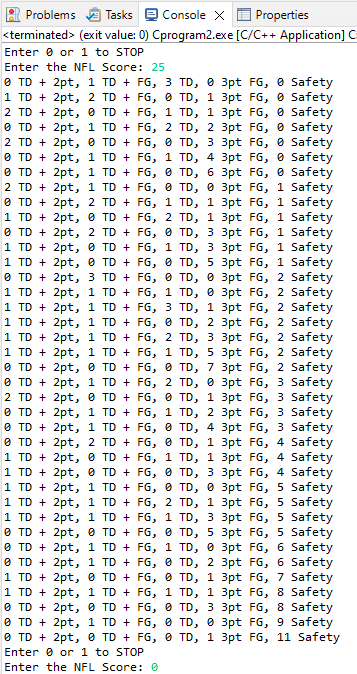 Problems Tasks Console Properties
<terminated> (exit value: 0) Cprogram2.exe [C/C++ Application] C
Enter 0 or 1 to STOP
Enter the NFL Score: 25
0 TD + 2pt, 1 TD + FG, 3 TD, 0 3pt FG, 0 Safety
1 TD + 2pt, 2 TD + FG, 0 TD, 1 3pt FG, 0 Safety
2 TD + 2pt, 0 TD + FG, 1 TD, 1 3pt FG, 0 Safety
0 TD + 2pt, 1 TD + FG, 2 TD, 2 3pt FG, 0 Safety
2 TD + 2pt, 0 TD + FG, 0 TD, 3 3pt FG, 0 Safety
0 TD + 2pt, 1 TD + FG, 1 TD, 4 3pt FG, 0 Safety
0 TD + 2pt, 1 TD + FG, 0 TD, 6 3pt FG, 0 Safety
2 TD + 2pt, 1 TD + FG, 0 TD, 0 3pt FG, 1 Safety
0 TD + 2pt, 2 TD + FG, 1 TD, 1 3pt FG, 1 Safety
1 TD + 2pt, 0 TD + FG, 2 TD, 1 3pt FG, 1 Safety
0 TD + 2pt, 2 TD + FG, 0 TD, 3 3pt FG, 1 Safety
1 TD + 2pt, 0 TD + FG, 1 TD, 3 3pt FG, 1 Safety
1 TD + 2pt, 0 TD + FG, 0 TD, 5 3pt FG, 1 Safety
0 TD + 2pt, 3 TD + FG, 0 TD, 0 3pt FG, 2 Safety
1 TD + 2pt, 1 TD + FG, 1 TD, 0 3pt FG, 2 Safety
1 TD + 2pt, 1 TD + FG, 3 TD, 1 3pt FG, 2 Safety
1 TD + 2pt, 1 TD + FG, 0 TD, 2 3pt FG, 2 Safety
1 TD + 2pt, 1 TD + FG, 2 TD, 3 3pt FG, 2 Safety
1 TD + 2pt, 1 TD + FG, 1 TD, 5 3pt FG, 2 Safety
0 TD + 2pt, 0 TD + FG, 0 TD, 7 3pt FG, 2 Safety
0 TD + 2pt, 1 TD + FG, 2 TD, 0 3pt FG, 3 Safety
2 TD + 2pt, 0 TD + FG, 0 TD, 1 3pt FG, 3 Safety
0 TD + 2pt, 1 TD + FG, 1 TD, 2 3pt FG, 3 Safety
0 TD + 2pt, 1 TD + FG, 0 TD, 4 3pt FG, 3 Safety
0 TD + 2pt, 2 TD + FG, 0 TD, 1 3pt FG, 4 Safety
1 TD + 2pt, 0 TD + FG, 1 TD, 1 3pt FG, 4 Safety
1 TD + 2pt, 0 TD + FG, 0 TD, 3 3pt FG, 4 Safety
1 TD + 2pt, 1 TD + FG, 0 TD, 0 3pt FG, 5 Safety
1 TD + 2pt, 1 TD + FG, 2 TD, 1 3pt FG, 5 Safety
1 TD + 2pt, 1 TD + FG, 1 TD, 3 3pt FG, 5 Safety
0 TD + 2pt, 0 TD + FG, 0 TD, 5 3pt FG, 5 Safety
0 TD + 2pt, 1 TD + FG, 1 TD, 0 3pt FG, 6 Safety
0 TD + 2pt, 1 TD + FG, 0 TD, 2 3pt FG, 6 Safety
1 TD + 2pt, 0 TD + FG, 0 TD, 1 3pt FG, 7 Safety
1 TD + 2pt, 1 TD + FG, 1 TD, 1 3pt FG, 8 Safety
0 TD + 2pt, 0 TD + FG, 0 TD, 3 3pt FG, 8 Safety
0 TD + 2pt, 1 TD + FG, 0 TD, 0 3pt FG, 9 Safety
0 TD + 2pt, 0 TD + FG, 0 TD, 1 3pt FG, 11 Safety
Enter 0 or 1 to STOP
Enter the NFL Score: 0